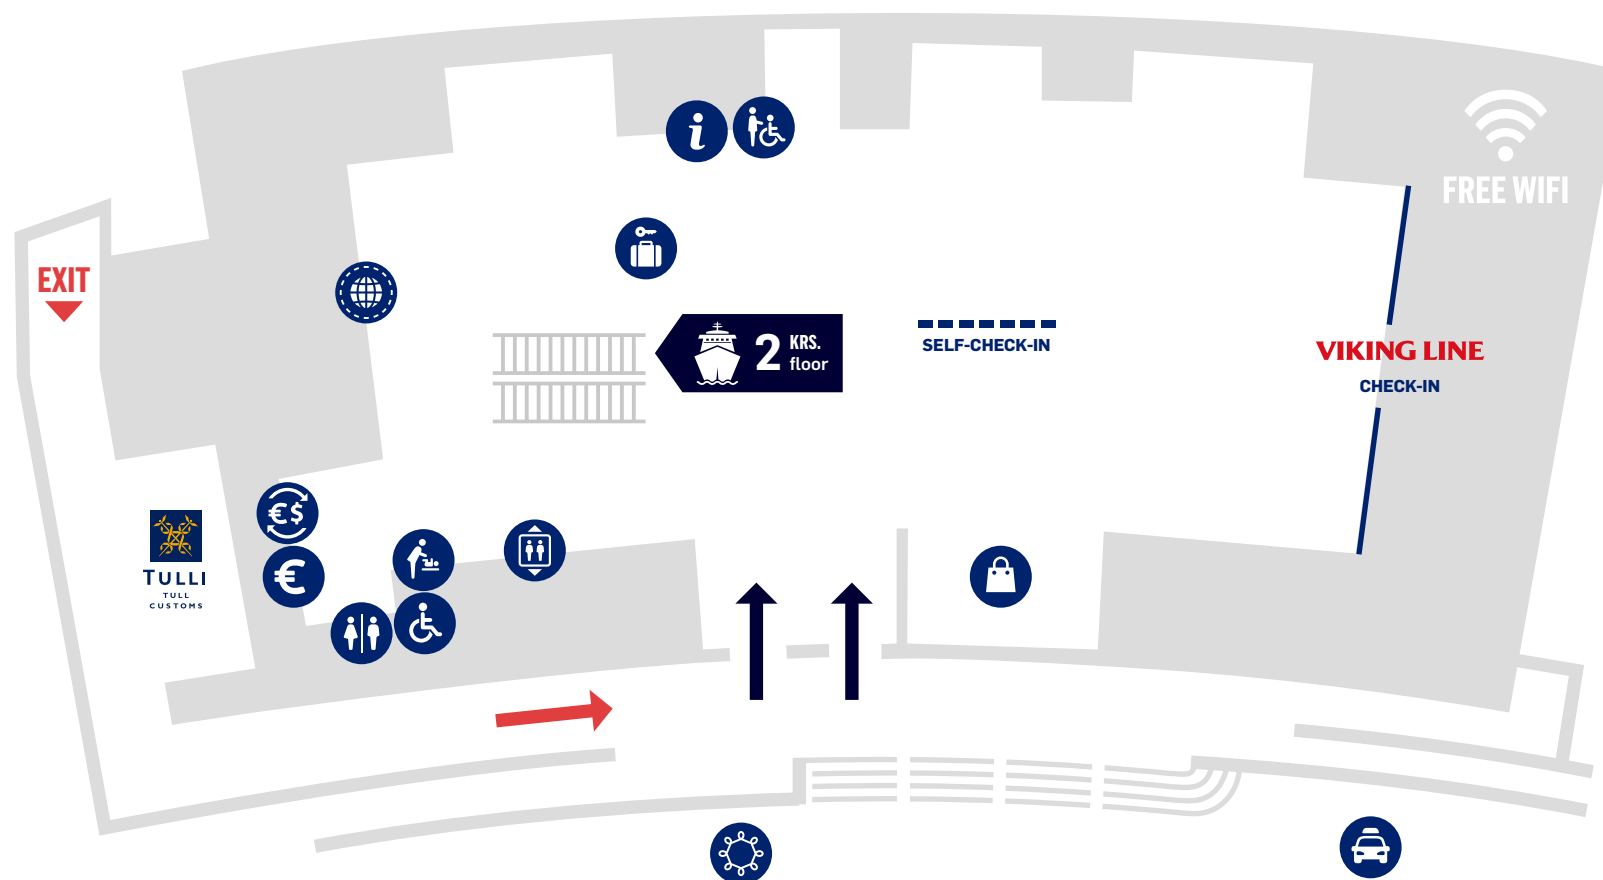 FREE WIFI
EXIT
2 KRS.
floor
SELF-CHECK-IN
VIKING LINE
CHECK-IN
€$
€
TULLI
TULL
CUSTOMS